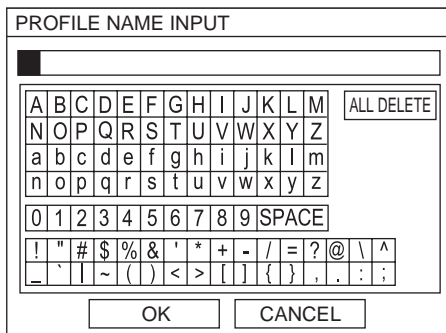 PROFILE NAME INPUT
A B C D E F G H I J K L M ALL DELETE
N O P Q R S T U V W X Y Z
a b c d e f g h i j k l m
n o p q r s t u v w x y z
0 1 2 3 4 5 6 7 8 9 SPACE
! " # $ % & ' * + - / = ? @ \ ^
_ ` | ~ ( ) < > [ ] { } , . : ;
OK CANCEL